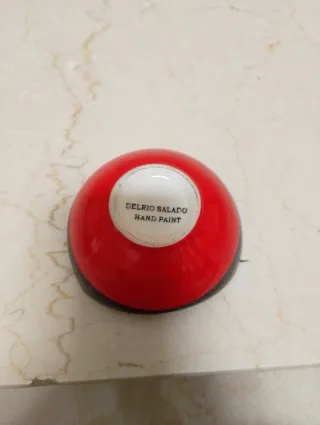 DELRIO SALADO
HAND PAINT